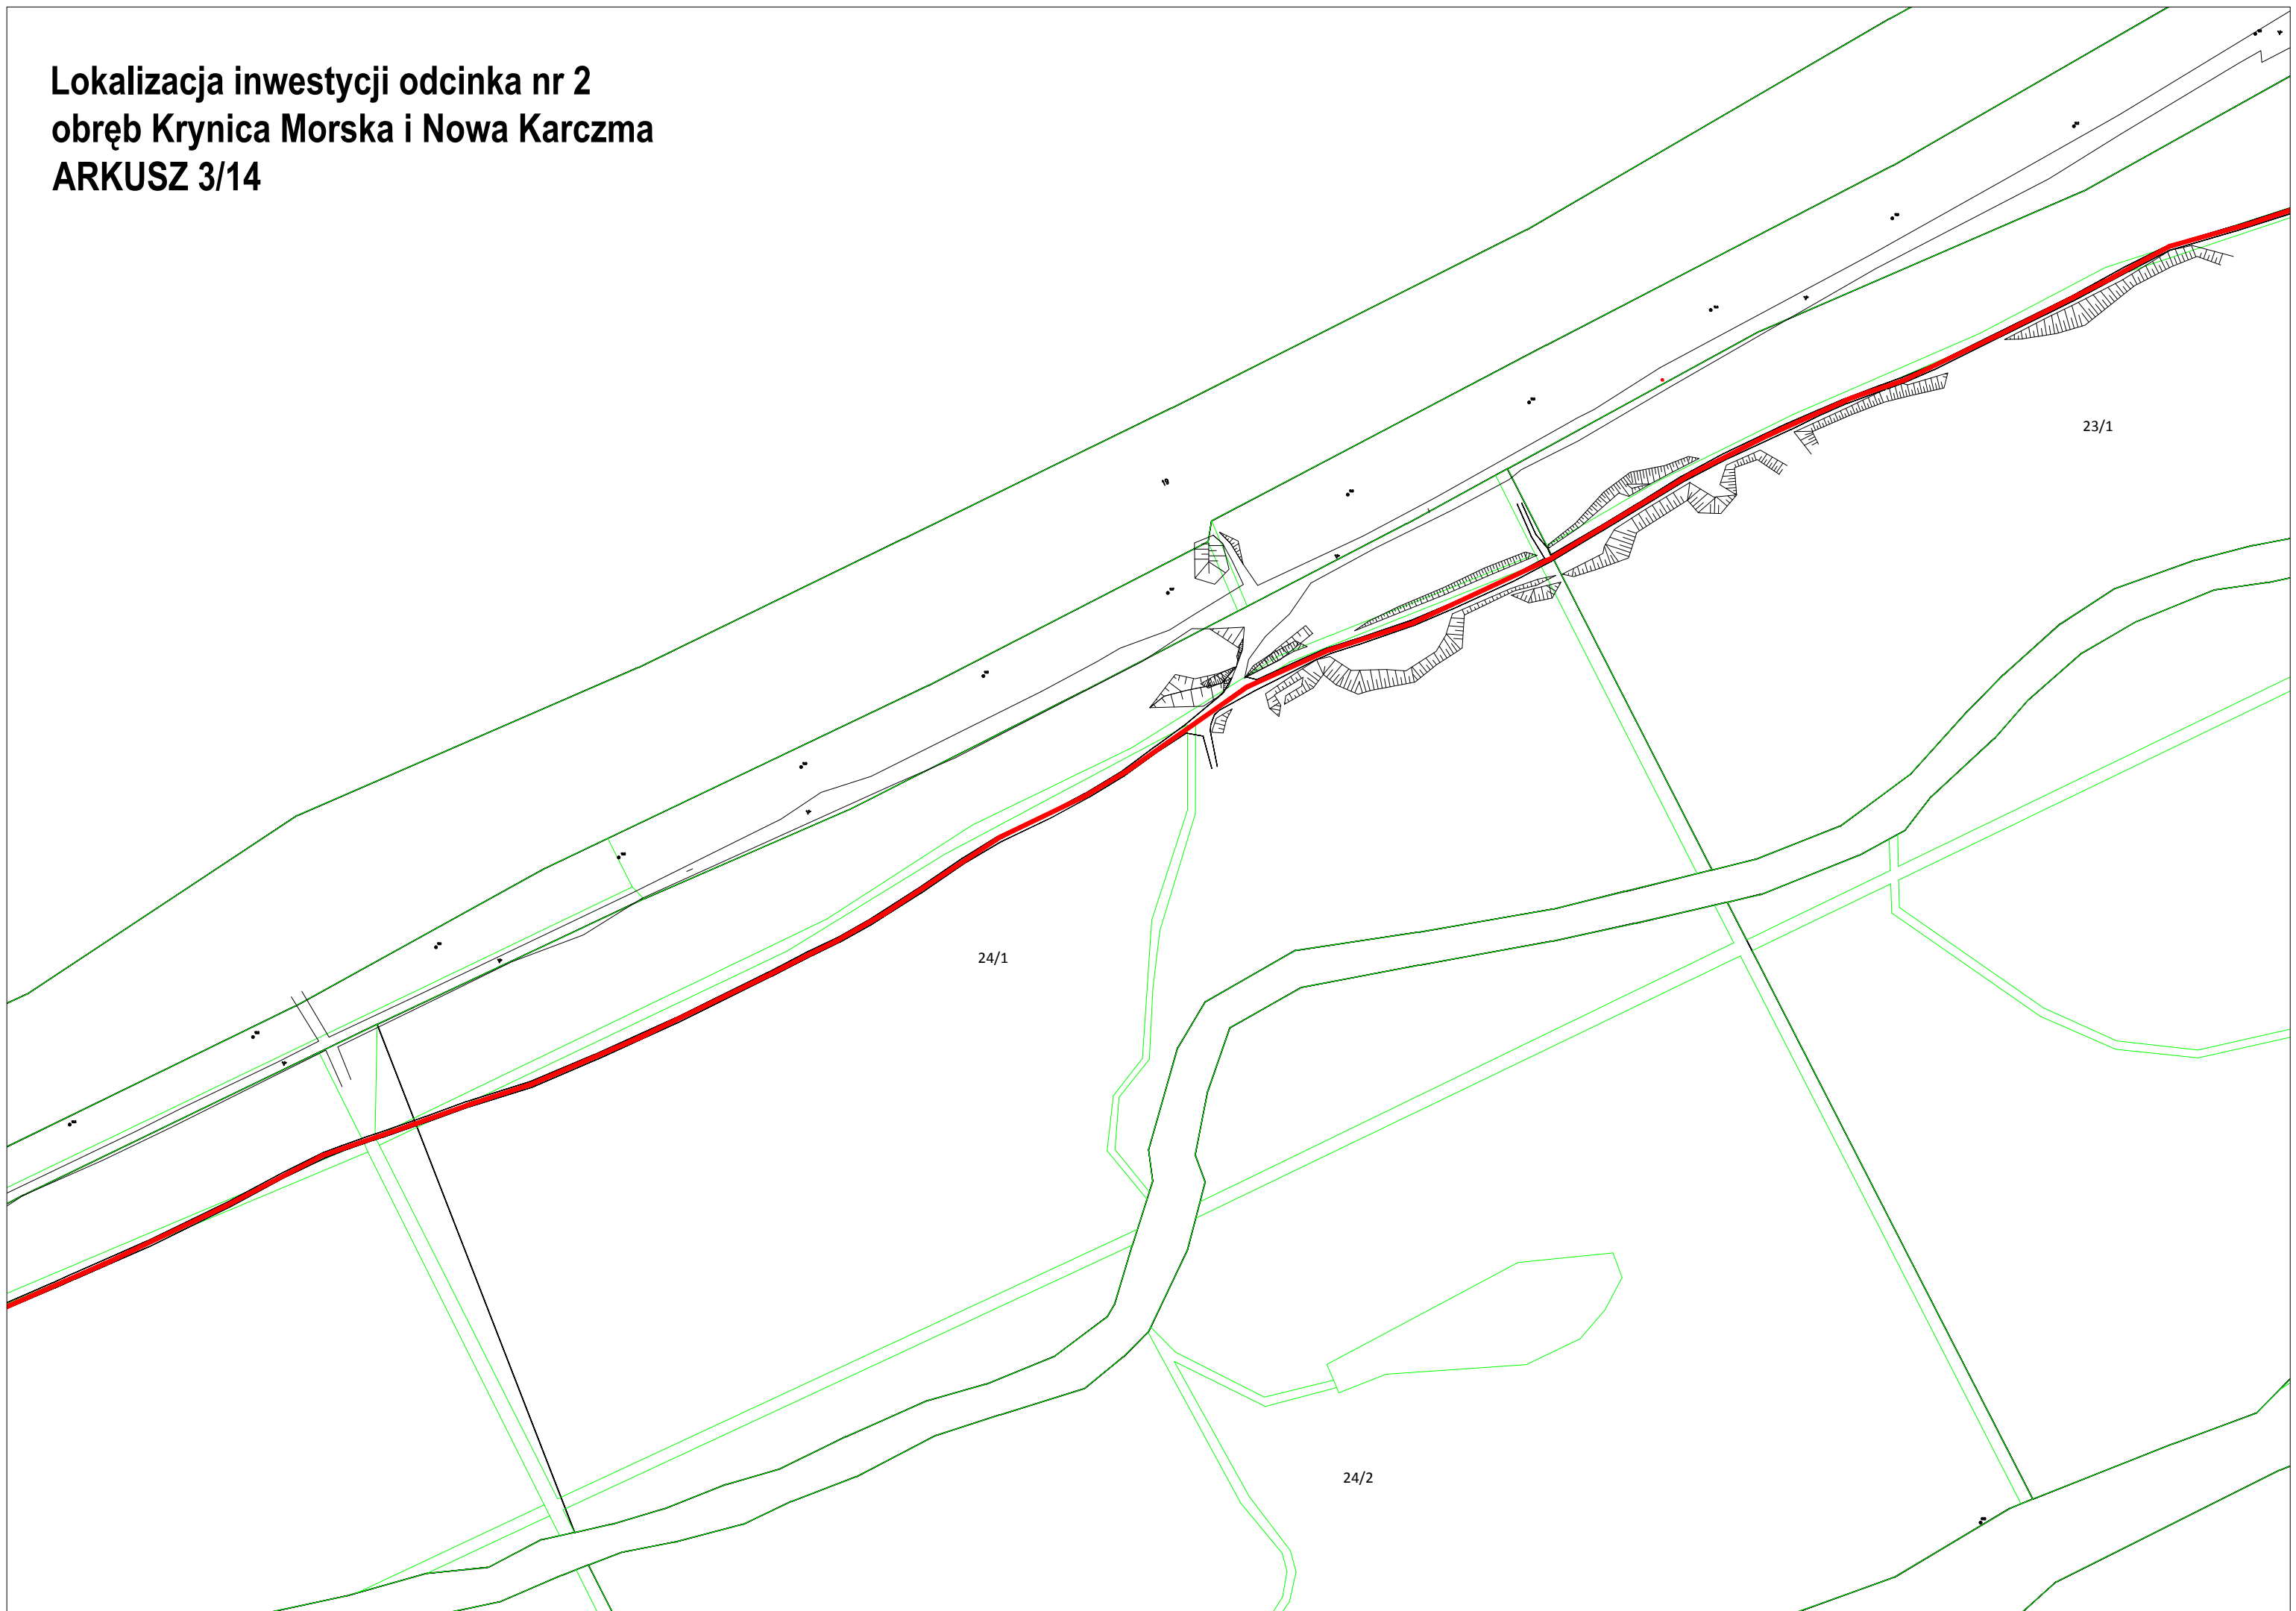 Lokalizacja inwestycji odcinka nr 2
obręb Krynica Morska i Nowa Karczma
ARKUSZ 3/14
23/1
19
24/1
24/2